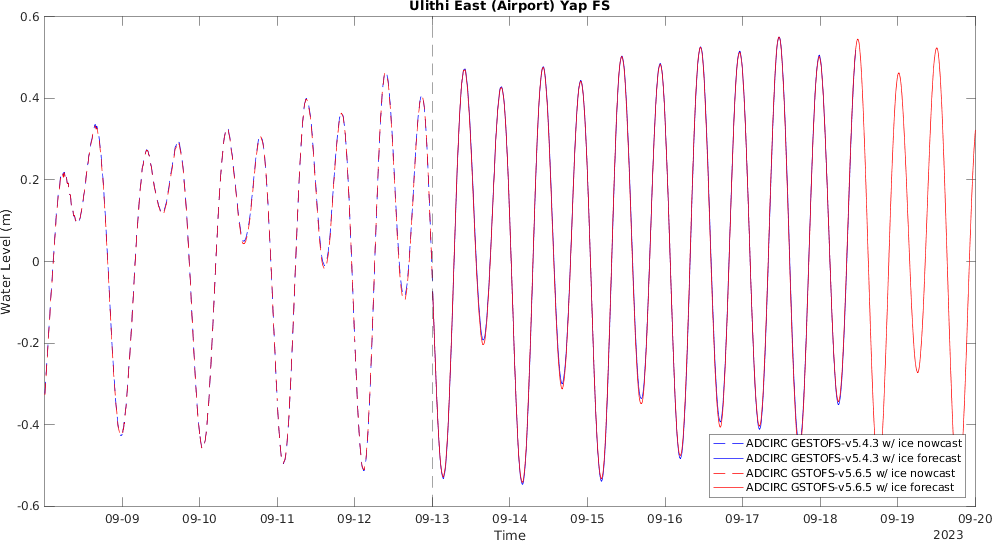 Ulithi East (Airport) Yap FS
0.6
0.4
0.2
0
-0.2
-0.4
-0.6
Water Level (m)
ADCIRC GESTOFS-v5.4.3 w/ ice nowcast
ADCIRC GESTOFS-v5.4.3 w/ ice forecast
ADCIRC GSTOFS-v5.6.5 w/ ice nowcast
ADCIRC GSTOFS-v5.6.5 w/ ice forecast
09-09 09-10 09-11 09-12 09-13 09-14 09-15 09-16 09-17 09-18 09-19 09-20
Time
2023